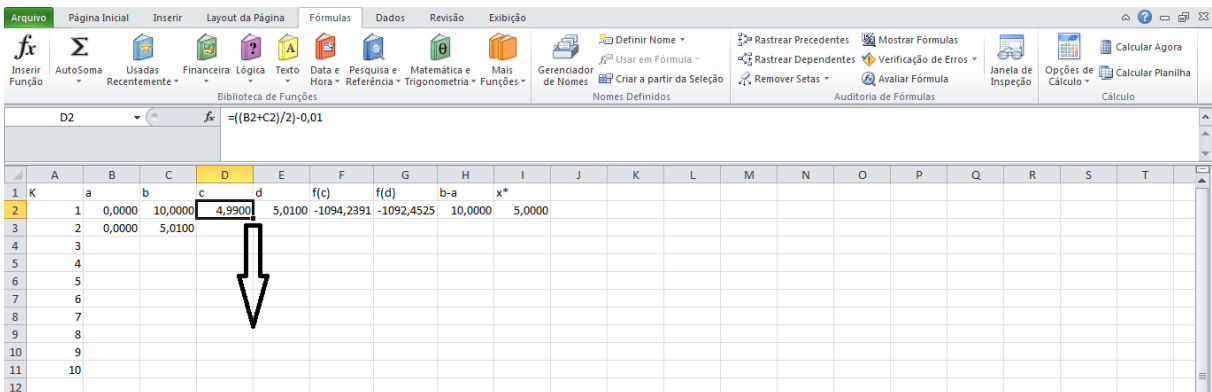 Arquivo Página Inicial Inserir Layout da Página Fórmulas Dados Revisão Exibição
fx Σ ? A θ
Inserir Função AutoSoma Usadas Recentemente Financeira Lógica Texto Data e Hora Pesquisa e Referência Matemática e Trigonometria Mais Funções
Biblioteca de Funções
Gerenciador de Nomes
Definir Nome
Usar em Fórmula
Criar a partir da Seleção
Nomes Definidos
Rastrear Precedentes
Rastrear Dependentes
Remover Setas
Mostrar Fórmulas
Verificação de Erros
Avaliar Fórmula
Auditoria de Fórmulas
Janela de Inspeção
Opções de Cálculo
Calcular Agora
Calcular Planilha
Cálculo
D2 fx =((B2+C2)/2)-0,01
A B C D E F G H I J K L M N O P Q R S T
1 K a b c d f(c) f(d) b-a x*
2 1 0,0000 10,0000 4,9900 5,0100 -1094,2391 -1092,4525 10,0000 5,0000
3 2 0,0000 5,0100
4 3
5 4
6 5
7 6
8 7
9 8
10 9
11 10
12